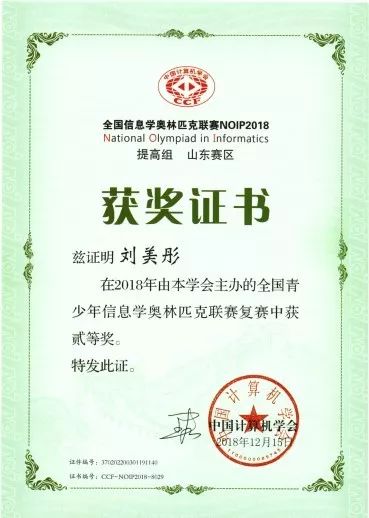 中国计算机学会
CCF
全国信息学奥林匹克联赛NOIP2018
National Olympiad in Informatics
提高组 山东赛区
获奖证书
兹证明 刘美彤
在2018年由本学会主办的全国青
少年信息学奥林匹克联赛复赛中获
贰等奖。
特发此证。
中国计算机学会
中国计算机学会
2018年12月15日
证件编号：370202200301191140
证书编号：CCF-NOIP2018-8029